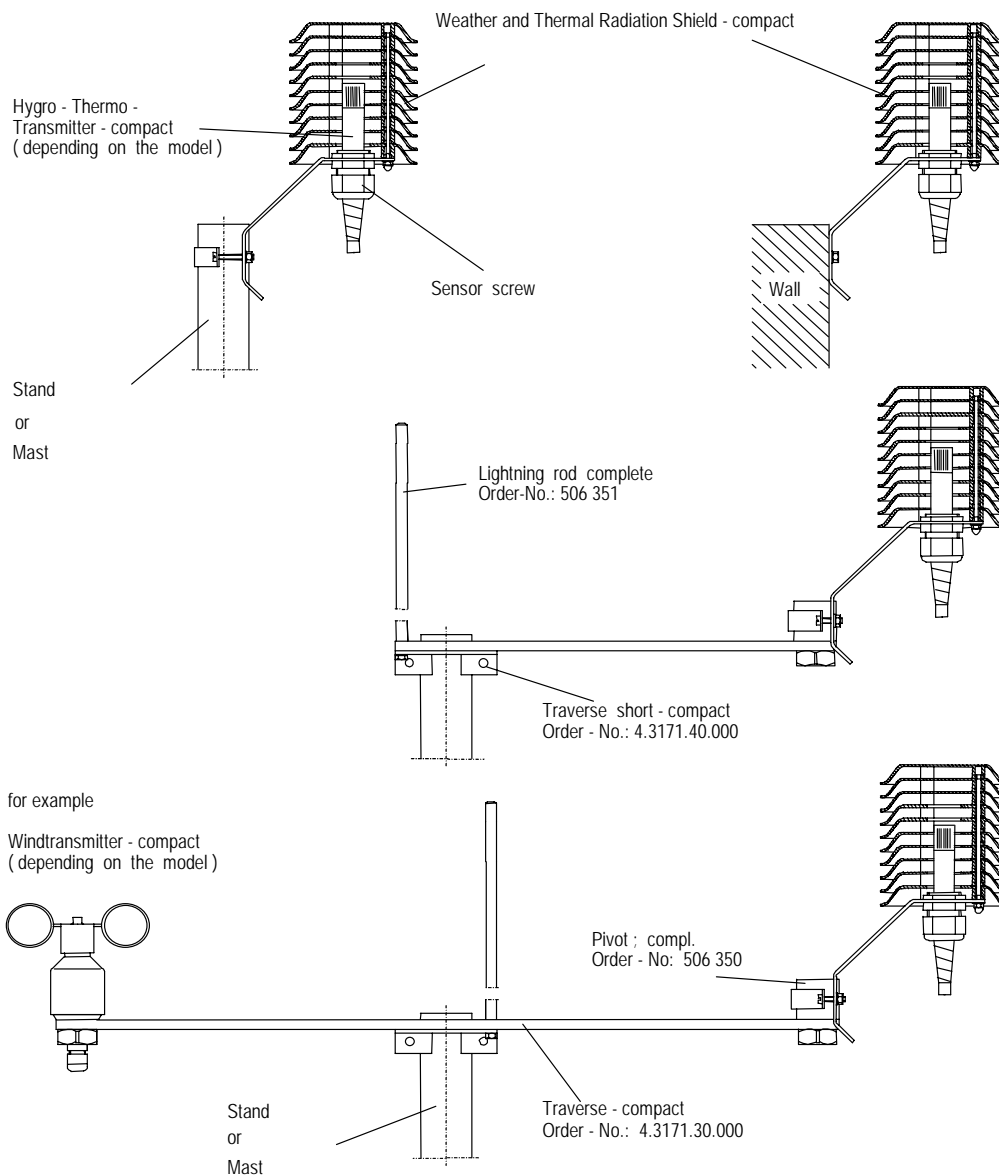 Weather and Thermal Radiation Shield - compact
Hygro - Thermo -
Transmitter - compact
( depending on the model )
Sensor screw
Wall
Stand
or
Mast
Lightning rod complete
Order-No.: 506 351
Traverse short - compact
Order - No.: 4.3171.40.000
for example
Windtransmitter - compact
( depending on the model )
Pivot ; compl.
Order - No: 506 350
Stand
or
Mast
Traverse - compact
Order - No.: 4.3171.30.000